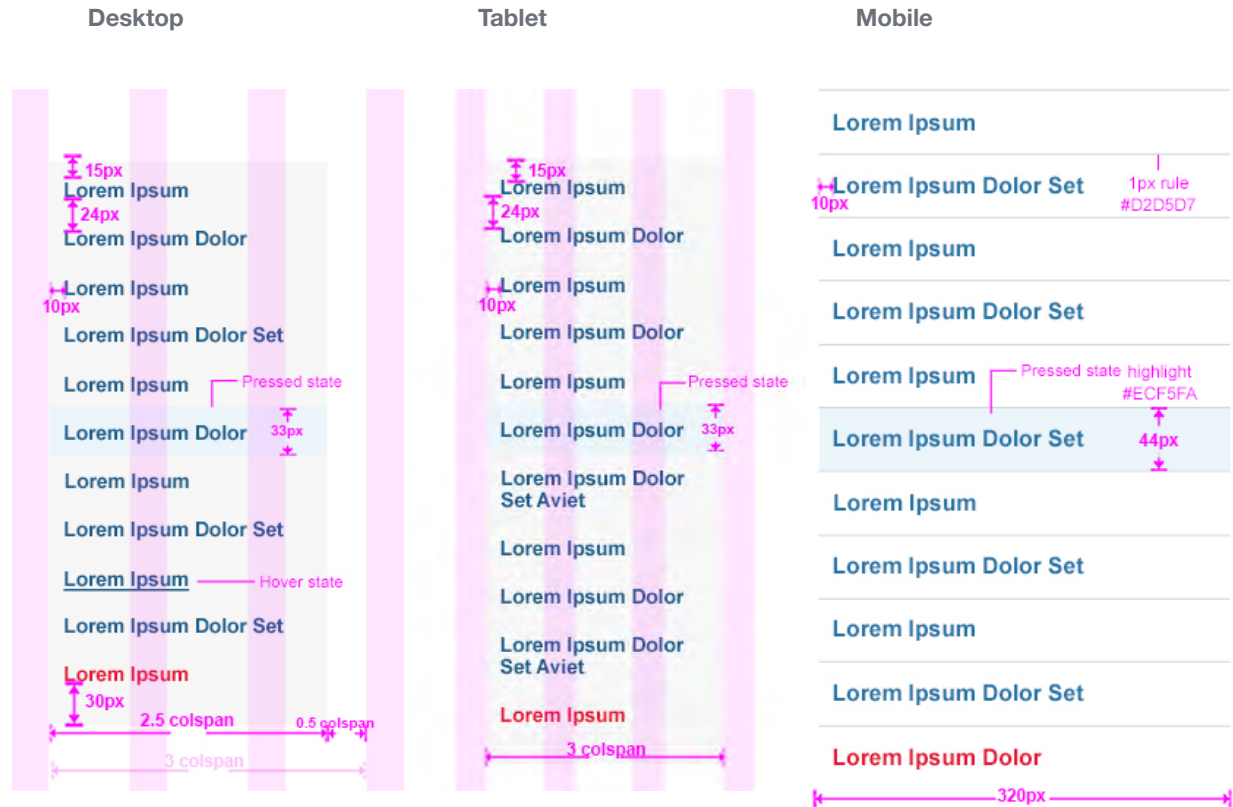 Desktop
Tablet
Mobile
15px
Lorem Ipsum
24px
Lorem Ipsum Dolor
Lorem Ipsum
10px
Lorem Ipsum Dolor Set
Pressed state
Lorem Ipsum
Lorem Ipsum Dolor
33px
Lorem Ipsum
Lorem Ipsum Dolor Set
Lorem Ipsum
Hover state
Lorem Ipsum Dolor Set
Lorem Ipsum
30px
2.5 colspan
0.5 colspan
3 colspan
15px
Lorem Ipsum
24px
Lorem Ipsum Dolor
Lorem Ipsum
10px
Lorem Ipsum Dolor
Lorem Ipsum
Pressed state
Lorem Ipsum Dolor
33px
Lorem Ipsum Dolor
Set Aviet
Lorem Ipsum
Lorem Ipsum Dolor
Lorem Ipsum Dolor
Set Aviet
Lorem Ipsum
3 colspan
Lorem Ipsum
Lorem Ipsum Dolor Set
10px
1px rule
#D2D5D7
Lorem Ipsum
Lorem Ipsum Dolor Set
Lorem Ipsum
Pressed state highlight
#ECF5FA
Lorem Ipsum Dolor Set
44px
Lorem Ipsum
Lorem Ipsum Dolor Set
Lorem Ipsum
Lorem Ipsum Dolor Set
Lorem Ipsum Dolor
320px